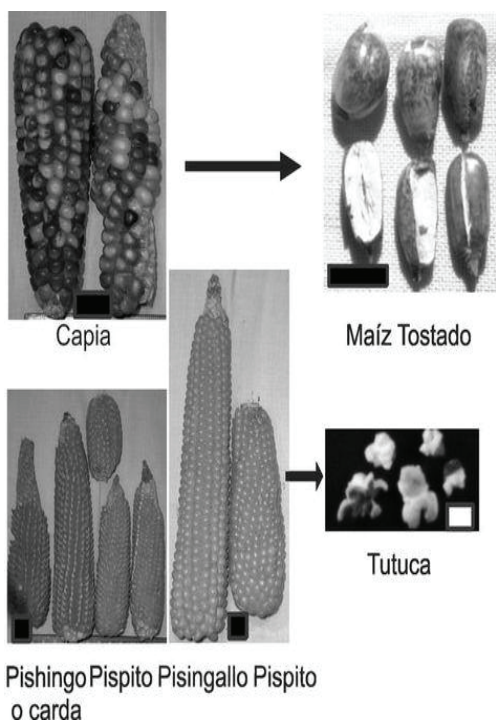 Capia
Maíz Tostado
Tutuca
Pishingo Pispito Pisingallo Pispito
o carda